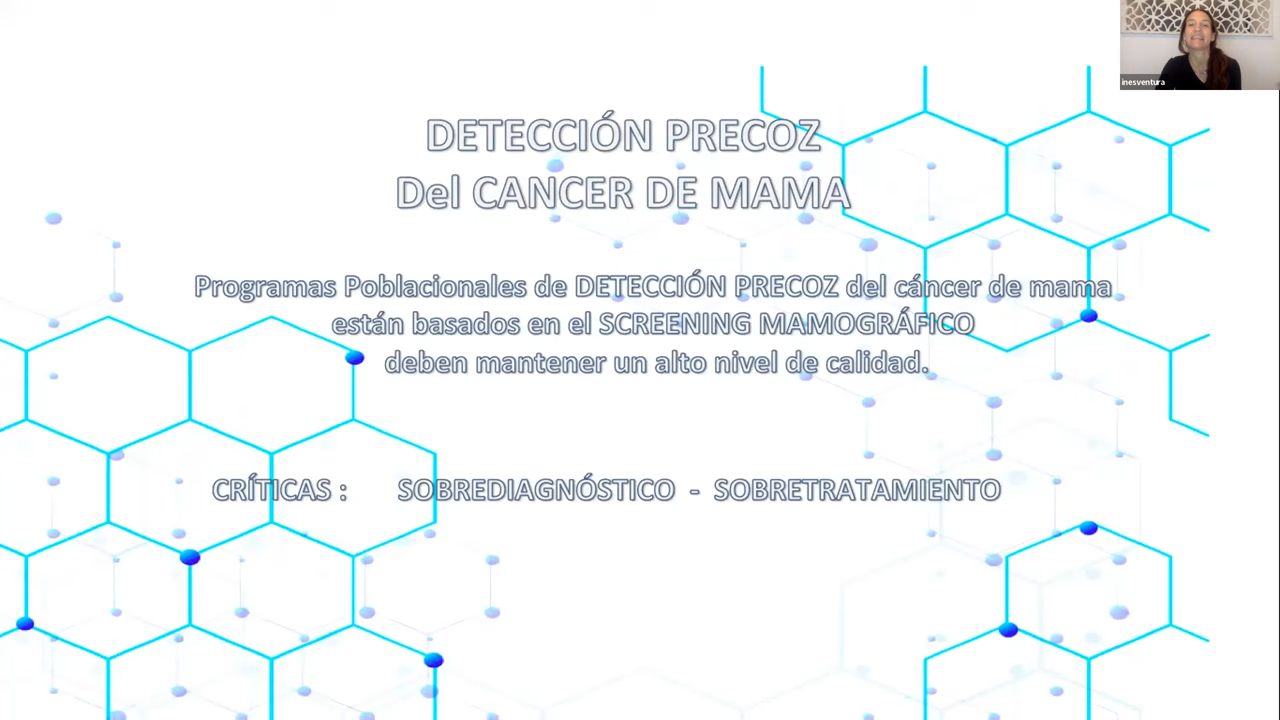 inesventura
DETECCIÓN PRECOZ
Del CANCER DE MAMA
Programas Poblacionales de DETECCIÓN PRECOZ del cáncer de mama
están basados en el SCREENING MAMOGRÁFICO
deben mantener un alto nivel de calidad.
CRÍTICAS : SOBREDIAGNÓSTICO - SOBRETRATAMIENTO